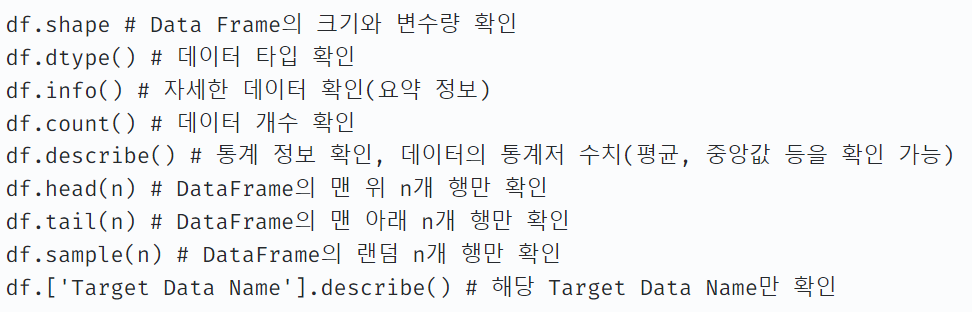 df.shape # Data Frame의 크기와 변수량 확인
df.dtype() # 데이터 타입 확인
df.info() # 자세한 데이터 확인(요약 정보)
df.count() # 데이터 개수 확인
df.describe() # 통계 정보 확인, 데이터의 통계저 수치(평균, 중앙값 등을 확인 가능)
df.head(n) # DataFrame의 맨 위 n개 행만 확인
df.tail(n) # DataFrame의 맨 아래 n개 행만 확인
df.sample(n) # DataFrame의 랜덤 n개 행만 확인
df.['Target Data Name'].describe() # 해당 Target Data Name만 확인